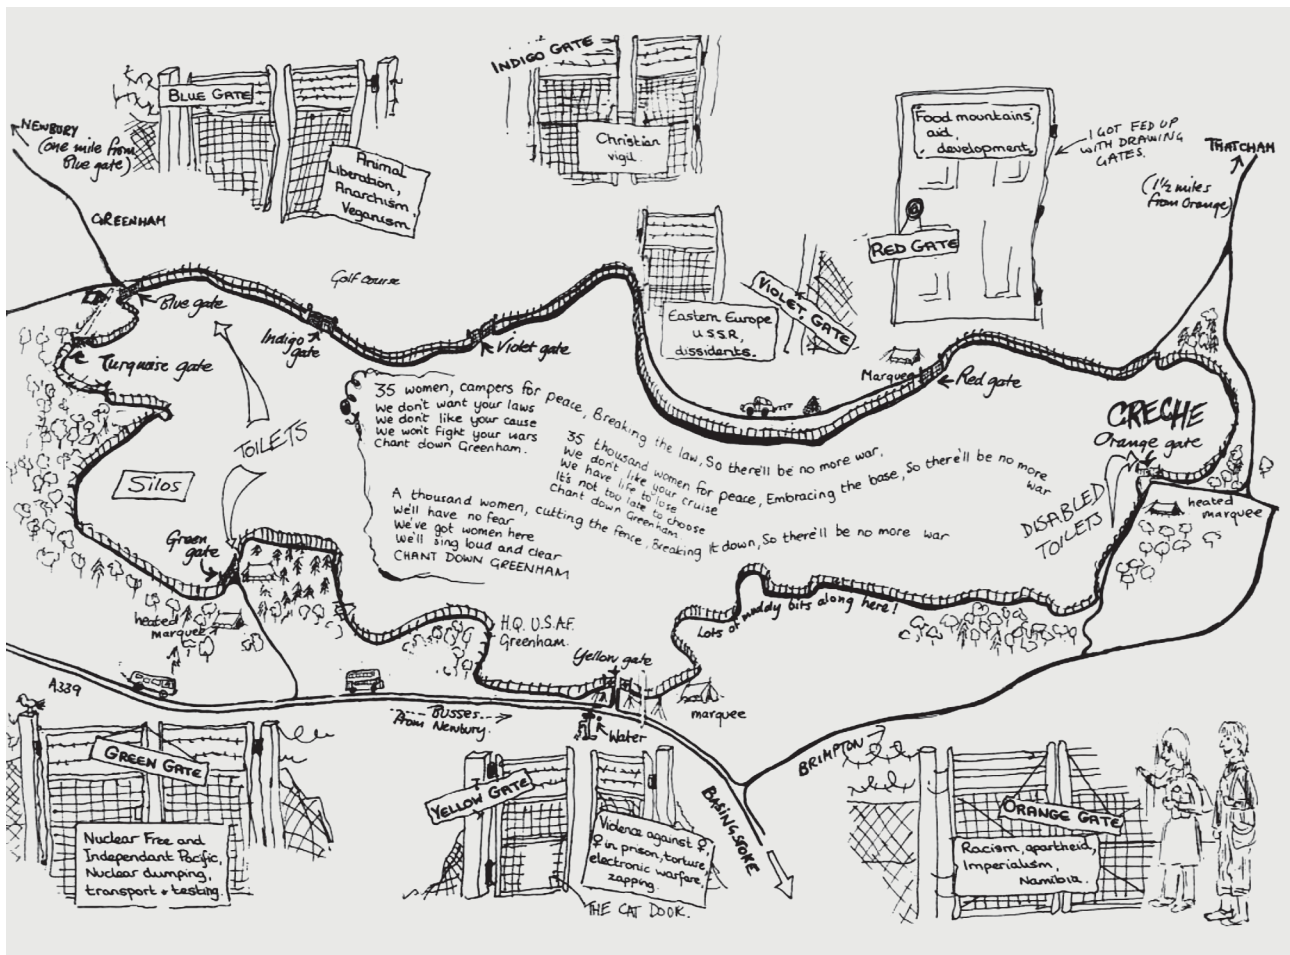 BLUE GATE
Animal
Liberation,
Anarchism,
Veganism
INDIGO GATE
Christian
vigil.
Food mountains,
aid,
development
I GOT FED UP
WITH DRAWING
GATES.
RED GATE
THATCHAM
(1½ miles
from Orange)
NEWBURY
(one mile from
Blue gate)
GREENHAM
Golf course
Eastern Europe
U.S.S.R,
dissidents.
VIOLET GATE
Blue gate
Indigo
gate
Violet gate
Turquoise gate
Marquee
Red gate
CRECHE
Orange gate
TOILETS
Silos
35 women, campers for peace, Breaking the law, So there'll be no more war.
We don't want your laws
We don't like your cause
We won't fight your wars
Chant down Greenham.
35 thousand women for peace, Embracing the base, So there'll be no more
war
We don't like your cruise
We have life to lose
It's not too late to choose
Chant down Greenham
A thousand women, cutting the fence, Breaking it down, So there'll be no more war
We'll have no fear
We've got women here
We'll sing loud and clear
CHANT DOWN GREENHAM
DISABLED
TOILETS
heated
marquee
Green
gate
heated
marquee
H.Q. U.S.A.F.
Greenham.
Lots of muddy bits along here!
Yellow gate
marquee
A339
Busses
From Newbury.
Water
BRIMPTON
BASINGSTOKE
GREEN GATE
Nuclear Free and
Independant Pacific,
Nuclear dumping,
transport + testing.
YELLOW GATE
Violence against ♀,
♀ in prison, torture,
electronic warfare,
zapping.
THE CAT DOOK.
ORANGE GATE
Racism, apartheid,
Imperialism,
Namibia.